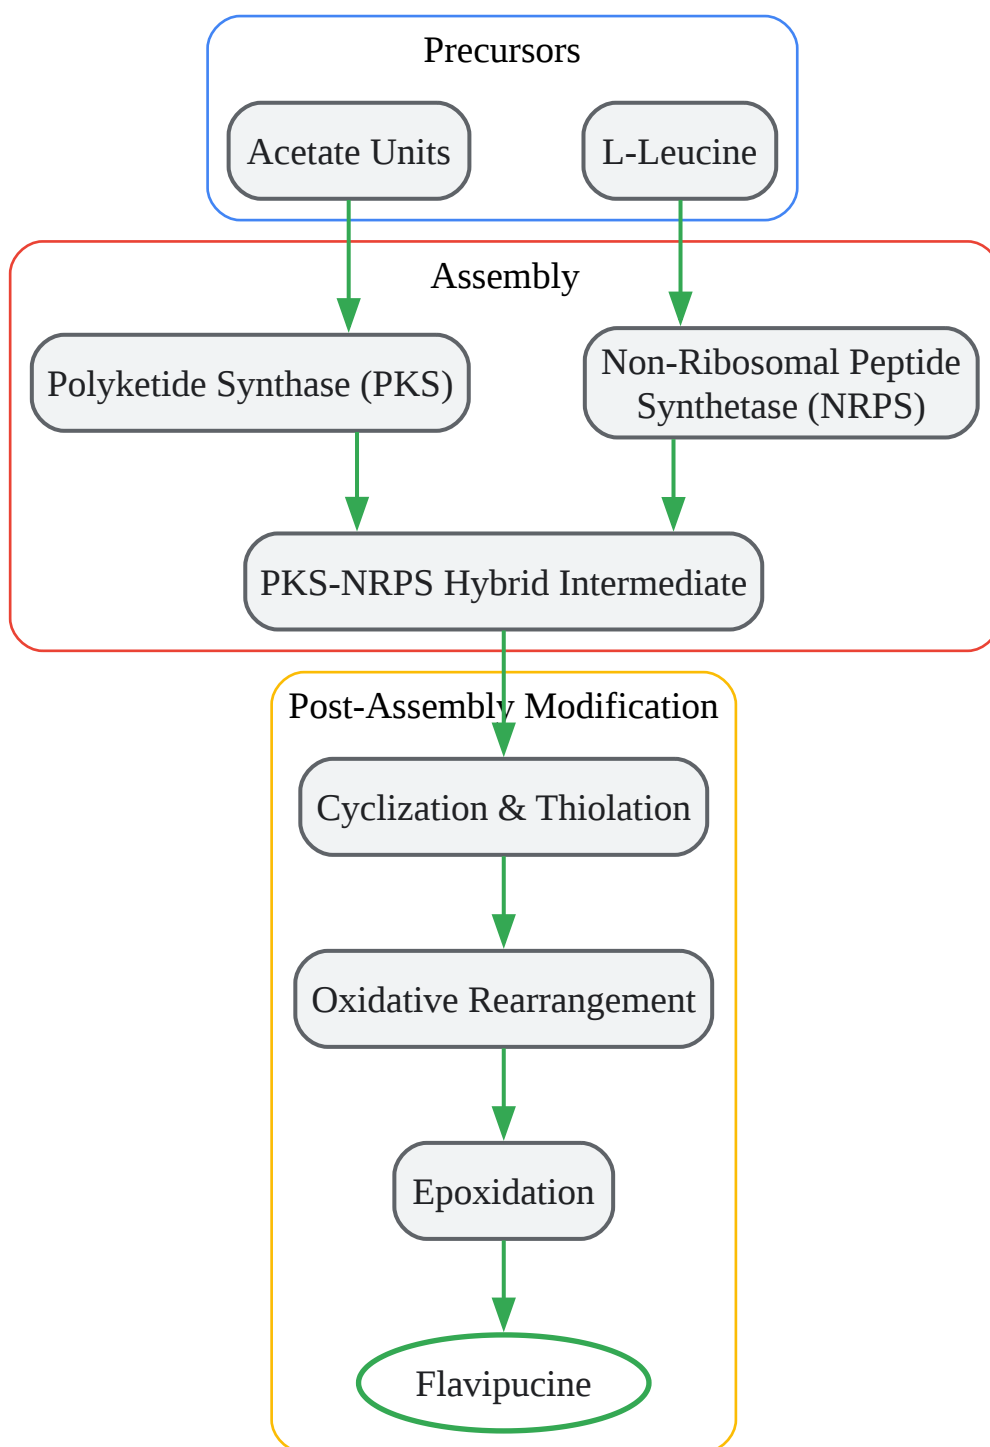 Precursors
Acetate Units
L-Leucine
Assembly
Polyketide Synthase (PKS)
Non-Ribosomal Peptide
Synthetase (NRPS)
PKS-NRPS Hybrid Intermediate
Post-Assembly Modification
Cyclization & Thiolation
Oxidative Rearrangement
Epoxidation
Flavipucine